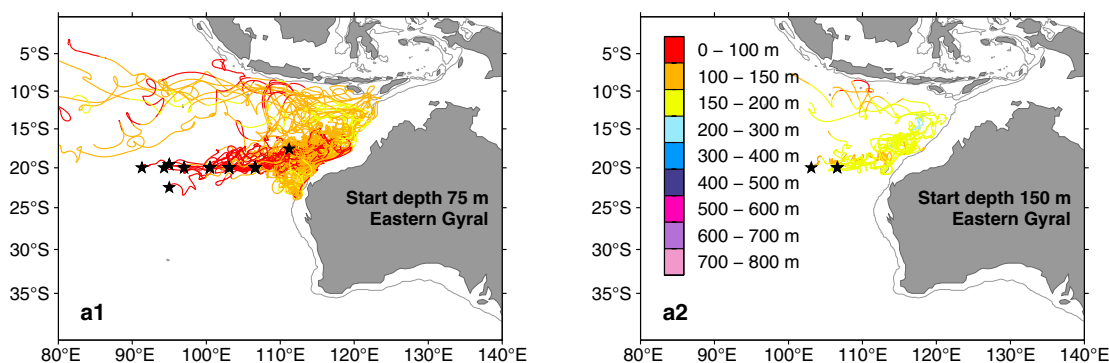 5°S
10°S
15°S
20°S
25°S
30°S
35°S
80°E
90°E
100°E
110°E
120°E
130°E
140°E
Start depth 75 m
Eastern Gyral
a1
5°S
10°S
15°S
20°S
25°S
30°S
35°S
80°E
90°E
100°E
110°E
120°E
130°E
140°E
0 – 100 m
100 – 150 m
150 – 200 m
200 – 300 m
300 – 400 m
400 – 500 m
500 – 600 m
600 – 700 m
700 – 800 m
Start depth 150 m
Eastern Gyral
a2